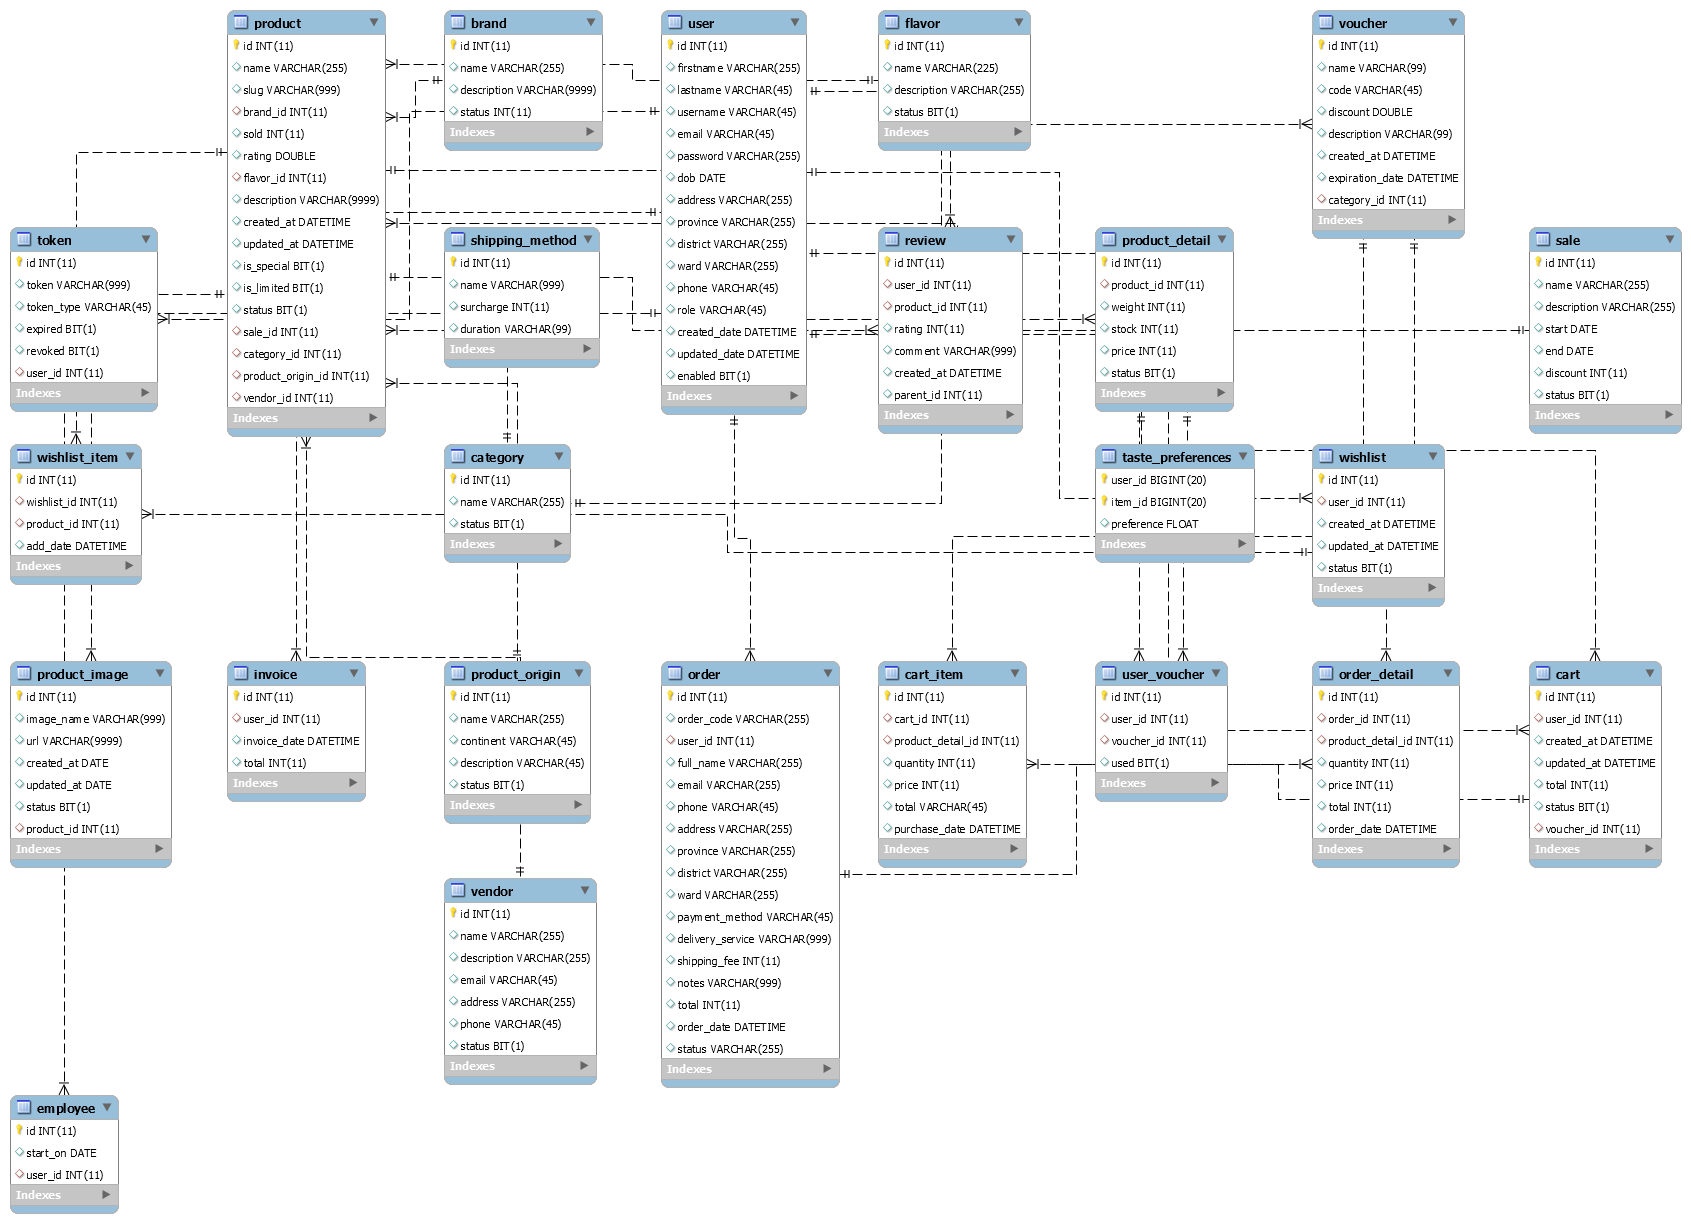 product
id INT(11)
name VARCHAR(255)
slug VARCHAR(999)
brand_id INT(11)
sold INT(11)
rating DOUBLE
flavor_id INT(11)
description VARCHAR(9999)
created_at DATETIME
updated_at DATETIME
is_special BIT(1)
is_limited BIT(1)
status BIT(1)
sale_id INT(11)
category_id INT(11)
product_origin_id INT(11)
vendor_id INT(11)
Indexes
brand
id INT(11)
name VARCHAR(255)
description VARCHAR(9999)
status INT(11)
Indexes
user
id INT(11)
firstname VARCHAR(255)
lastname VARCHAR(45)
username VARCHAR(45)
email VARCHAR(45)
password VARCHAR(255)
dob DATE
address VARCHAR(255)
province VARCHAR(255)
district VARCHAR(255)
ward VARCHAR(255)
phone VARCHAR(45)
role VARCHAR(45)
created_date DATETIME
updated_date DATETIME
enabled BIT(1)
Indexes
flavor
id INT(11)
name VARCHAR(225)
description VARCHAR(255)
status BIT(1)
Indexes
voucher
id INT(11)
name VARCHAR(99)
code VARCHAR(45)
discount DOUBLE
description VARCHAR(99)
created_at DATETIME
expiration_date DATETIME
category_id INT(11)
Indexes
token
id INT(11)
token VARCHAR(999)
token_type VARCHAR(45)
expired BIT(1)
revoked BIT(1)
user_id INT(11)
Indexes
shipping_method
id INT(11)
name VARCHAR(999)
surcharge INT(11)
duration VARCHAR(99)
Indexes
review
id INT(11)
user_id INT(11)
product_id INT(11)
rating INT(11)
comment VARCHAR(999)
created_at DATETIME
parent_id INT(11)
Indexes
product_detail
id INT(11)
product_id INT(11)
weight INT(11)
stock INT(11)
price INT(11)
status BIT(1)
Indexes
sale
id INT(11)
name VARCHAR(255)
description VARCHAR(255)
start DATE
end DATE
discount INT(11)
status BIT(1)
Indexes
wishlist_item
id INT(11)
wishlist_id INT(11)
product_id INT(11)
add_date DATETIME
Indexes
category
id INT(11)
name VARCHAR(255)
status BIT(1)
Indexes
taste_preferences
user_id BIGINT(20)
item_id BIGINT(20)
preference FLOAT
Indexes
wishlist
id INT(11)
user_id INT(11)
created_at DATETIME
updated_at DATETIME
status BIT(1)
Indexes
product_image
id INT(11)
image_name VARCHAR(999)
url VARCHAR(9999)
created_at DATE
updated_at DATE
status BIT(1)
product_id INT(11)
Indexes
invoice
id INT(11)
user_id INT(11)
invoice_date DATETIME
total INT(11)
Indexes
product_origin
id INT(11)
name VARCHAR(255)
continent VARCHAR(45)
description VARCHAR(45)
status BIT(1)
Indexes
order
id INT(11)
order_code VARCHAR(255)
user_id INT(11)
full_name VARCHAR(255)
email VARCHAR(255)
phone VARCHAR(45)
address VARCHAR(255)
province VARCHAR(255)
district VARCHAR(255)
ward VARCHAR(255)
payment_method VARCHAR(45)
delivery_service VARCHAR(999)
shipping_fee INT(11)
notes VARCHAR(999)
total INT(11)
order_date DATETIME
status VARCHAR(255)
Indexes
cart_item
id INT(11)
cart_id INT(11)
product_detail_id INT(11)
quantity INT(11)
price INT(11)
total VARCHAR(45)
purchase_date DATETIME
Indexes
user_voucher
id INT(11)
user_id INT(11)
voucher_id INT(11)
used BIT(1)
Indexes
order_detail
id INT(11)
order_id INT(11)
product_detail_id INT(11)
quantity INT(11)
price INT(11)
total INT(11)
order_date DATETIME
Indexes
cart
id INT(11)
user_id INT(11)
created_at DATETIME
updated_at DATETIME
total INT(11)
status BIT(1)
voucher_id INT(11)
Indexes
vendor
id INT(11)
name VARCHAR(255)
description VARCHAR(255)
email VARCHAR(45)
address VARCHAR(255)
phone VARCHAR(45)
status BIT(1)
Indexes
employee
id INT(11)
start_on DATE
user_id INT(11)
Indexes